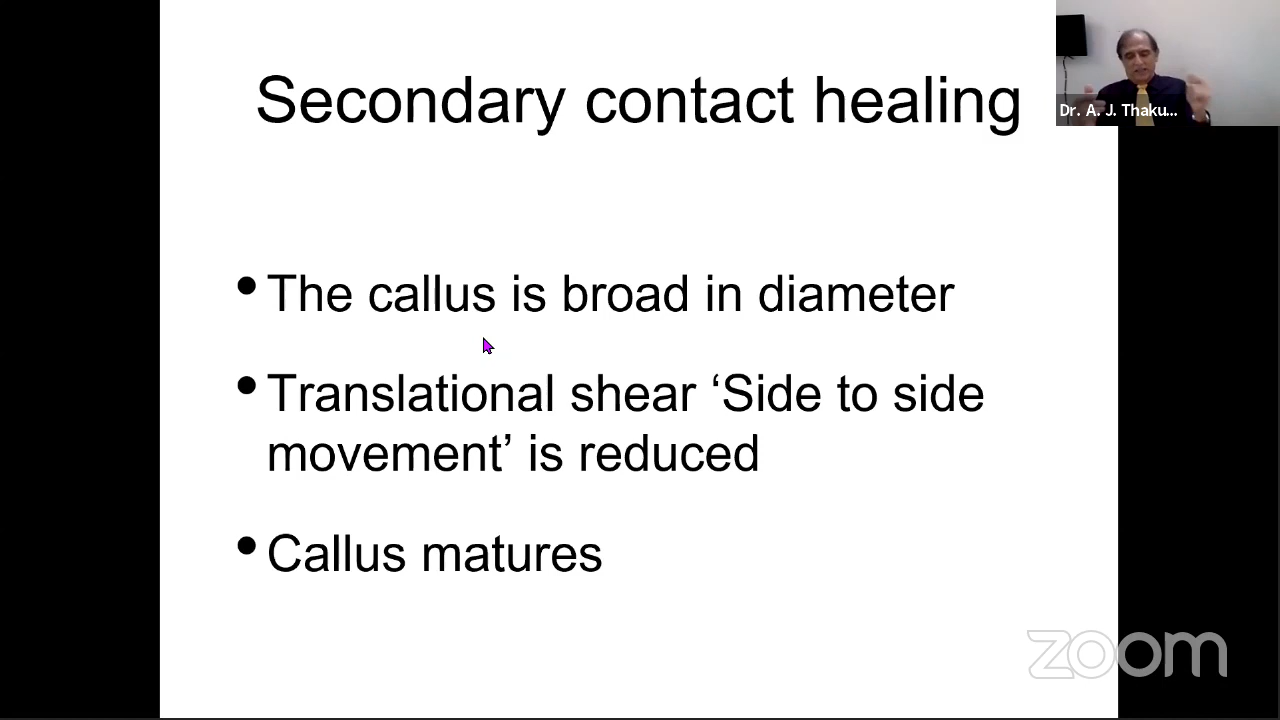 Secondary contact healing
Dr. A. J. Thaku...
• The callus is broad in diameter
• Translational shear ‘Side to side
movement’ is reduced
• Callus matures
zoom